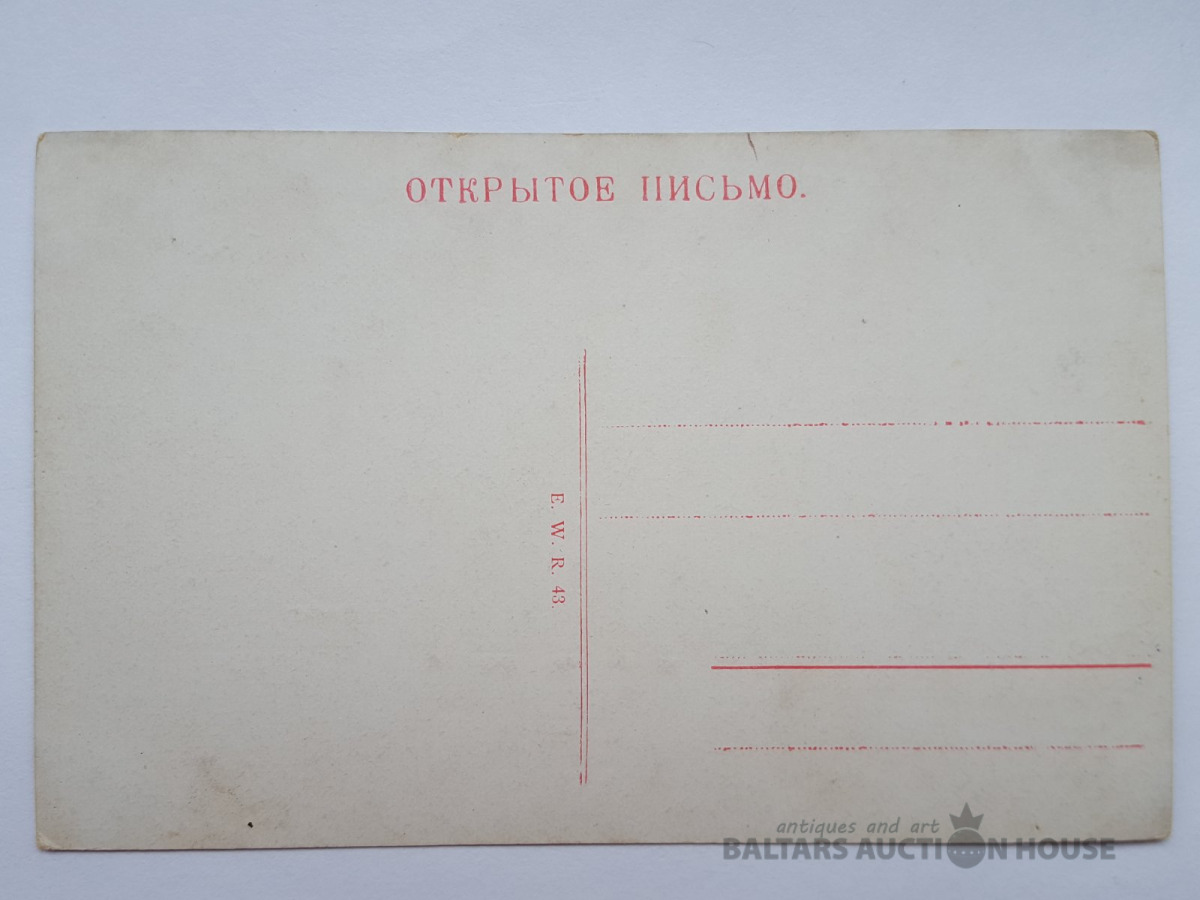 ОТКРЫТОЕ ПИСЬМО.
E. W. R. 43.
antiques and art
BALTARS AUCTION HOUSE